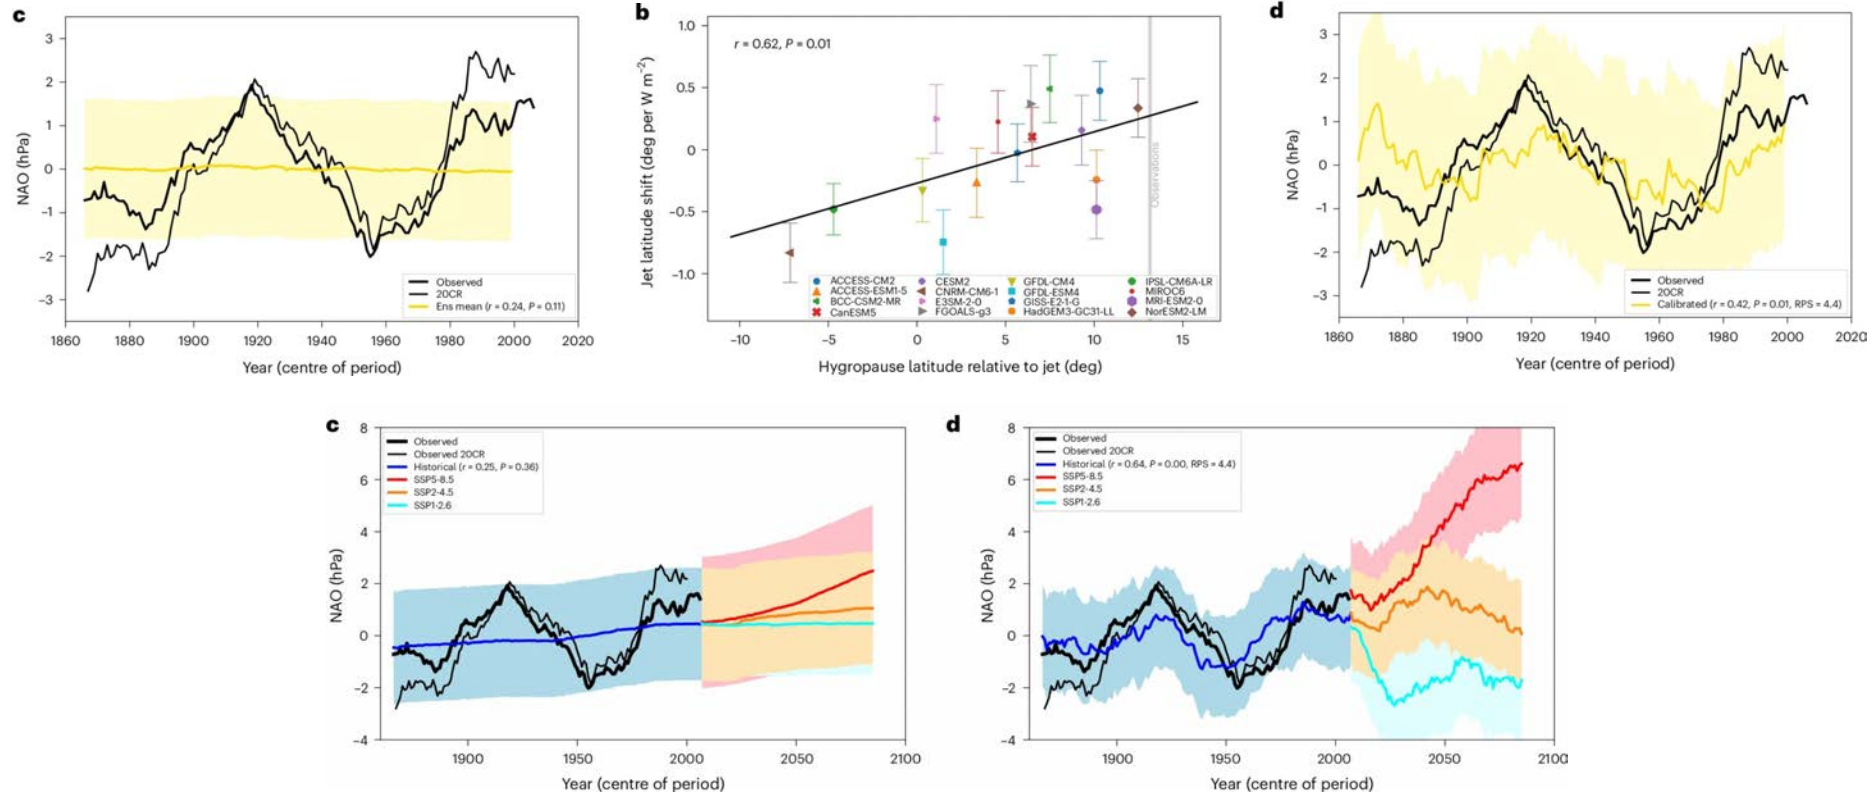 c
3
2
1
0
−1
−2
−3
NAO (hPa)
Observed
20CR
Ens mean (r = 0.24, P = 0.11)
1860 1880 1900 1920 1940 1960 1980 2000 2020
Year (centre of period)
b
1.0
0.5
0
−0.5
−1.0
Jet latitude shift (deg per W m−2)
r = 0.62, P = 0.01
Observations
ACCESS-CM2 CESM2 GFDL-CM4 IPSL-CM6A-LR
ACCESS-ESM1-5 CNRM-CM6-1 GFDL-ESM4 MIROC6
BCC-CSM2-MR E3SM-2-0 GISS-E2-1-G MRI-ESM2-0
CanESM5 FGOALS-g3 HadGEM3-GC31-LL NorESM2-LM
−10 −5 0 5 10 15
Hygropause latitude relative to jet (deg)
d
3
2
1
0
−1
−2
−3
NAO (hPa)
Observed
20CR
Calibrated (r = 0.42, P = 0.01, RPS = 4.4)
1860 1880 1900 1920 1940 1960 1980 2000 2020
Year (centre of period)
c
8
6
4
2
0
−2
−4
NAO (hPa)
Observed
Observed 20CR
Historical (r = 0.25, P = 0.36)
SSP5-8.5
SSP2-4.5
SSP1-2.6
1900 1950 2000 2050 2100
Year (centre of period)
d
8
6
4
2
0
−2
−4
NAO (hPa)
Observed
Observed 20CR
Historical (r = 0.64, P = 0.00, RPS = 4.4)
SSP5-8.5
SSP2-4.5
SSP1-2.6
1900 1950 2000 2050 2100
Year (centre of period)